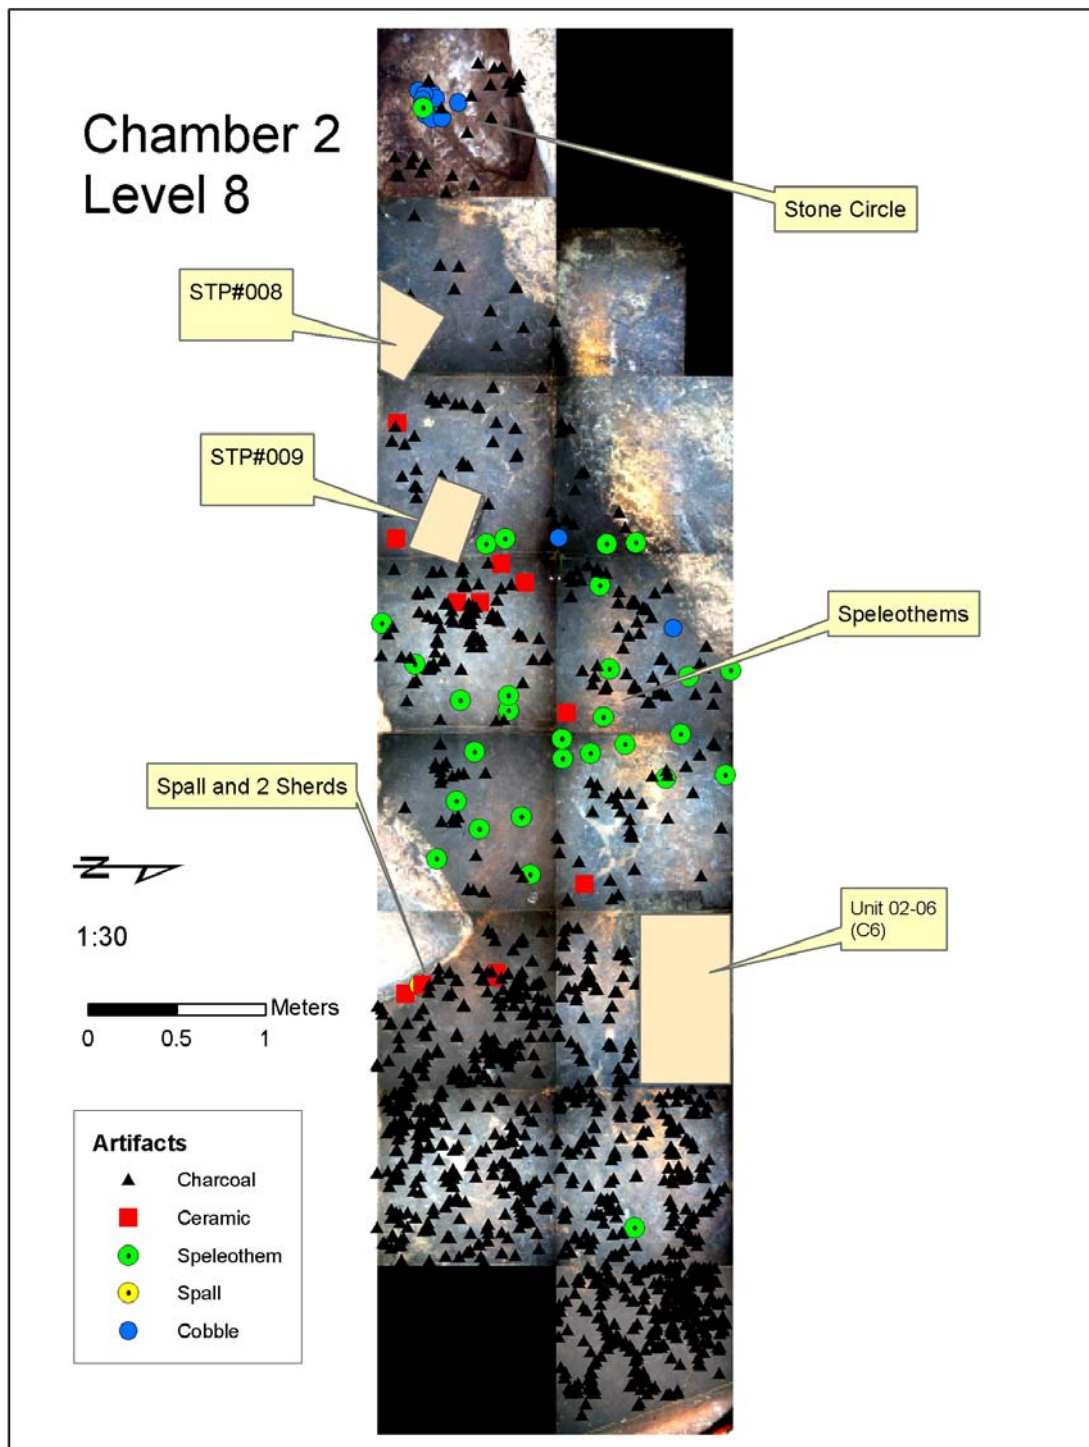 Chamber 2
Level 8
Stone Circle
STP#008
STP#009
Speleothems
Spall and 2 Sherds
N
1:30
Unit 02-06
(C6)
Meters
0 0.5 1
Artifacts
Charcoal
Ceramic
Speleothem
Spall
Cobble